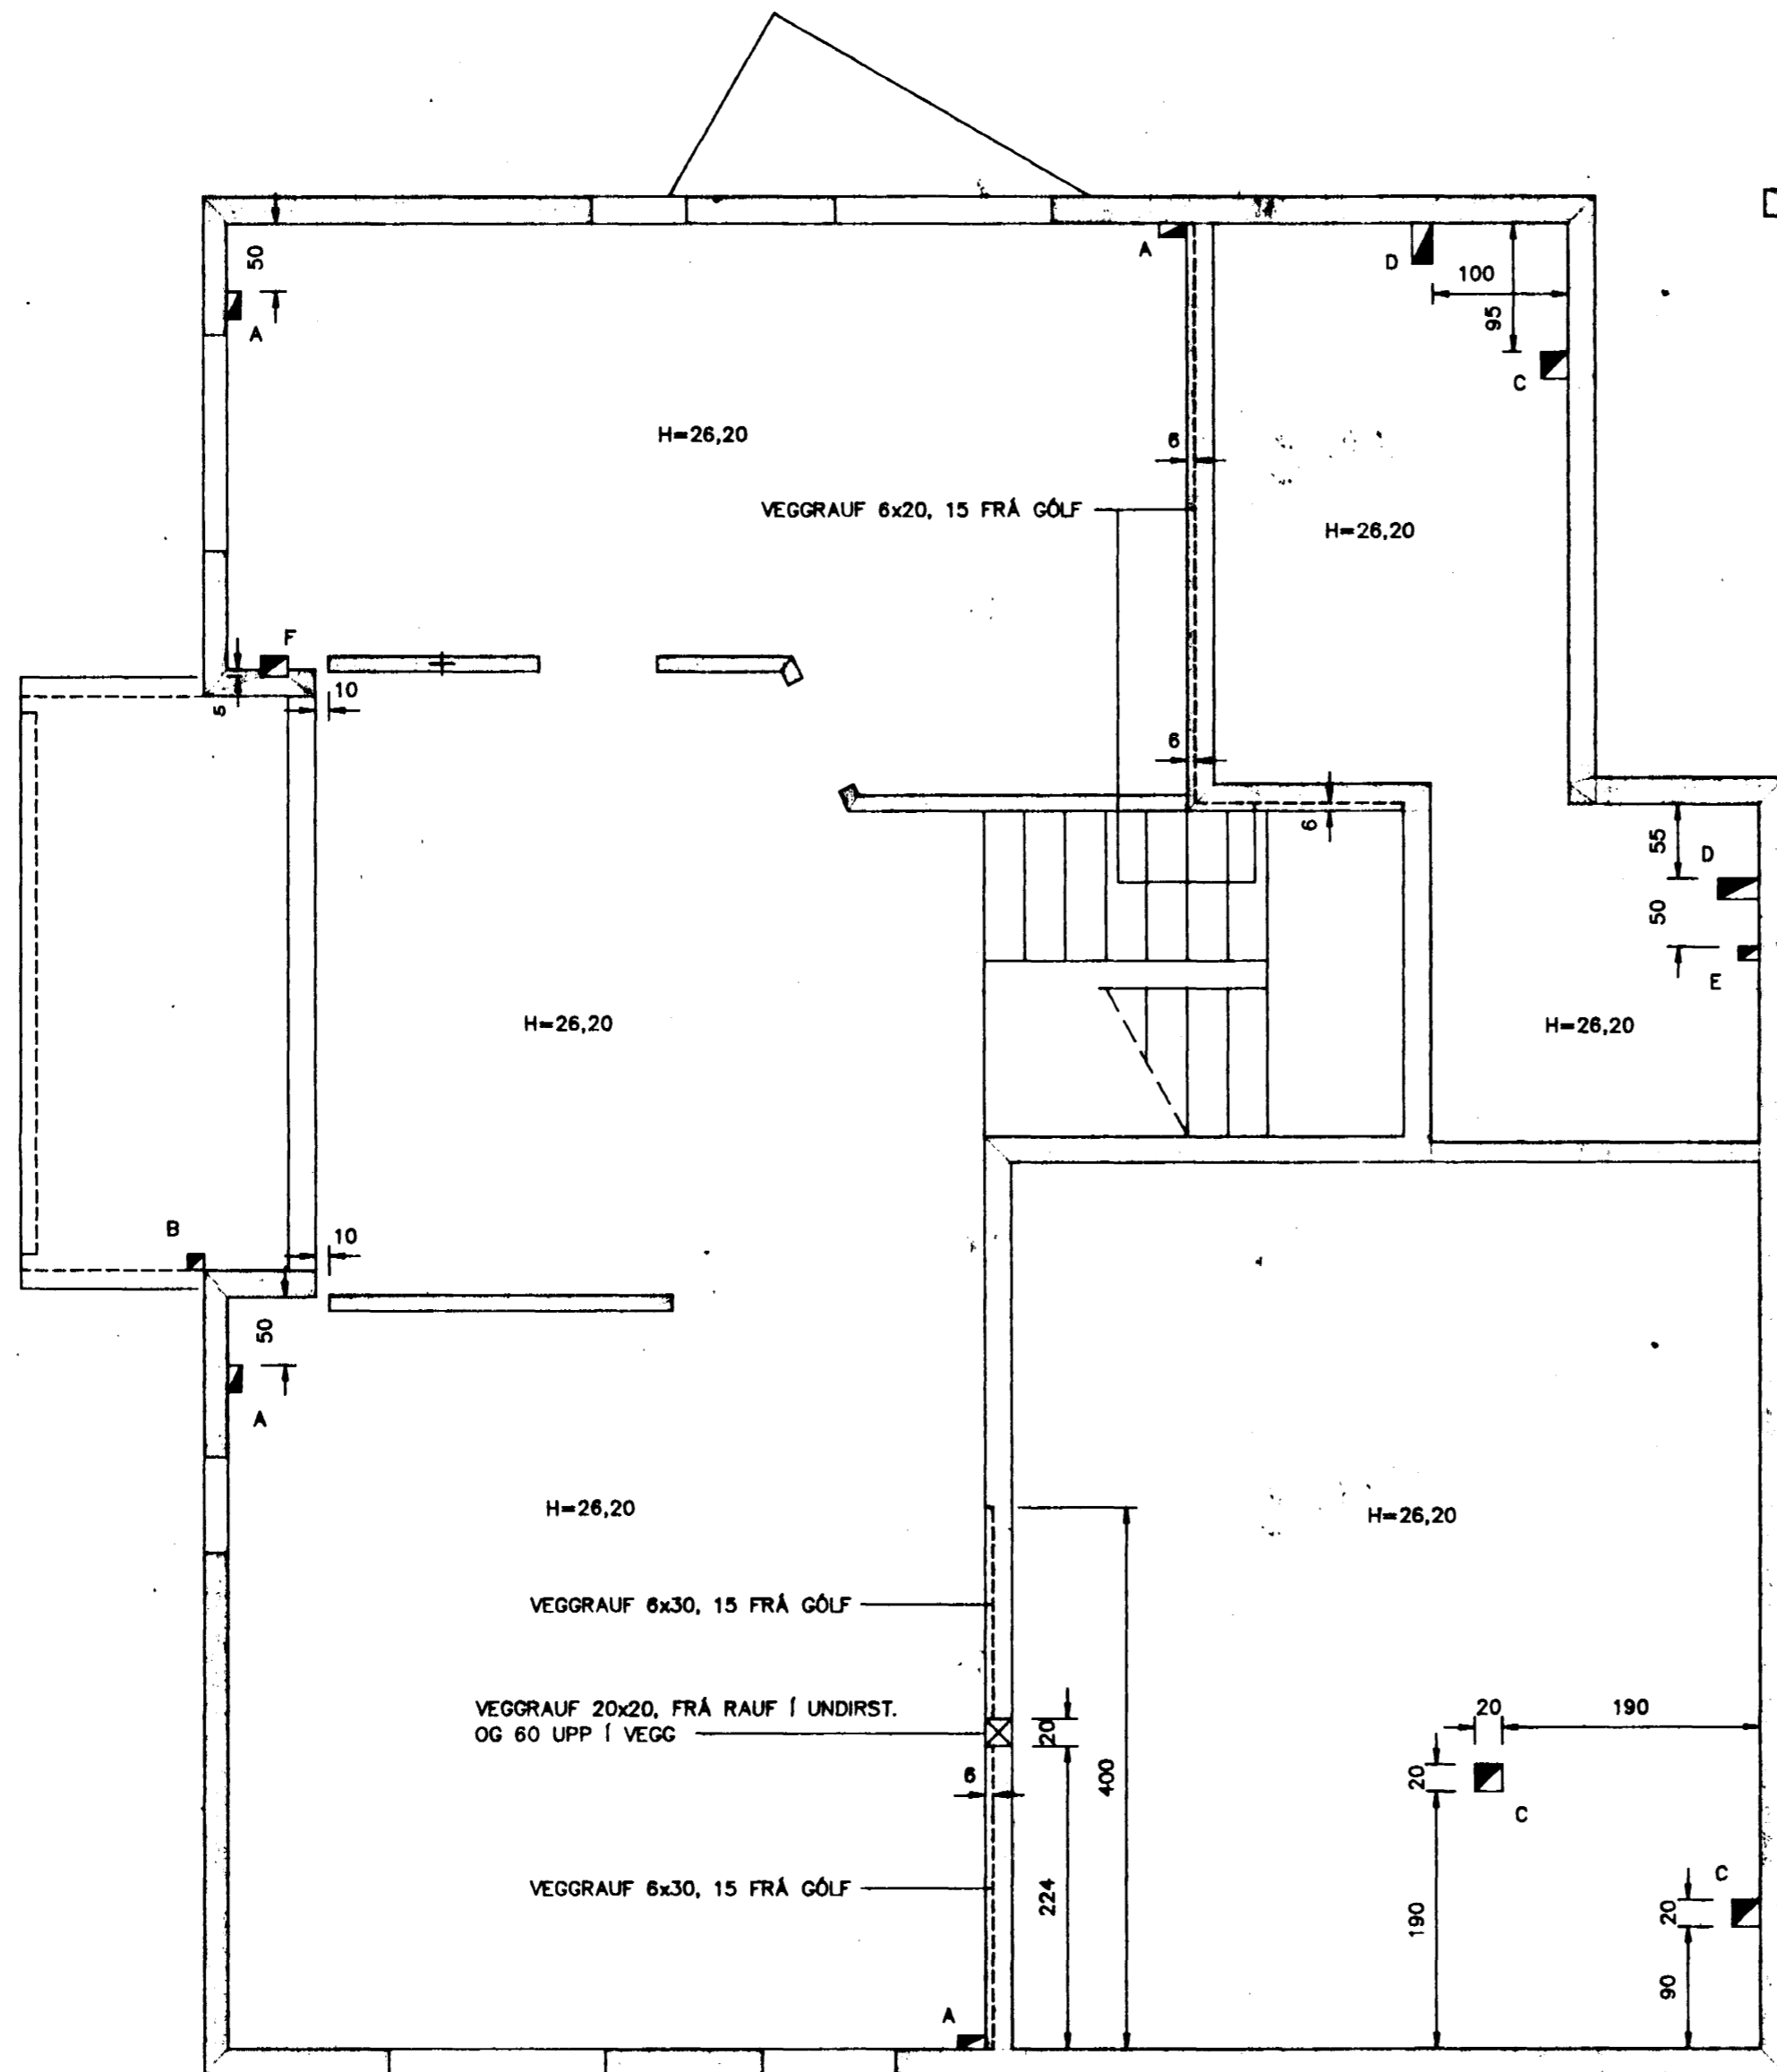 50
A
A
D
100
95
C
H=26,20
6
VEGGRAUF 6x20, 15 FRÁ GÓLF
H=26,20
F
10
5
6
6
55
D
50
E
H=26,20
H=26,20
B
10
50
A
H=26,20
H=26,20
VEGGRAUF 6x30, 15 FRÁ GÓLF
VEGGRAUF 20x20, FRÁ RAUF Í UNDIRST.
OG 60 UPP Í VEGG
20
20
190
6
400
20
C
VEGGRAUF 6x30, 15 FRÁ GÓLF
224
190
C
20
90
A